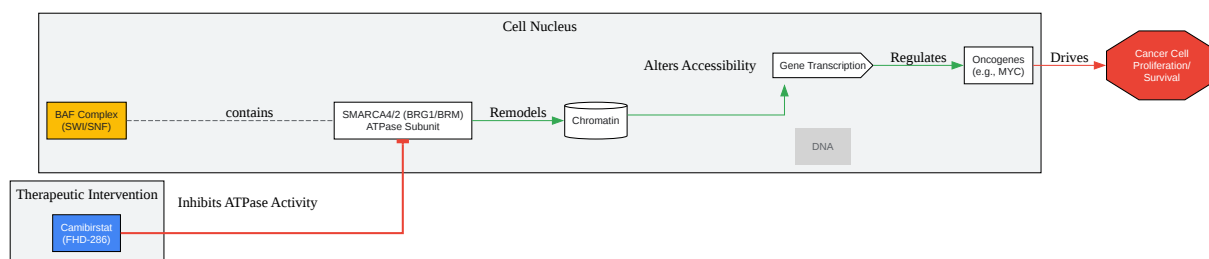 Cell Nucleus
BAF Complex
(SWI/SNF)
contains
SMARCA4/2 (BRG1/BRM)
ATPase Subunit
Remodels
Chromatin
Alters Accessibility
Gene Transcription
Regulates
Oncogenes
(e.g., MYC)
Drives
Cancer Cell
Proliferation/
Survival
DNA
Therapeutic Intervention
Camibirstat
(FHD-286)
Inhibits ATPase Activity